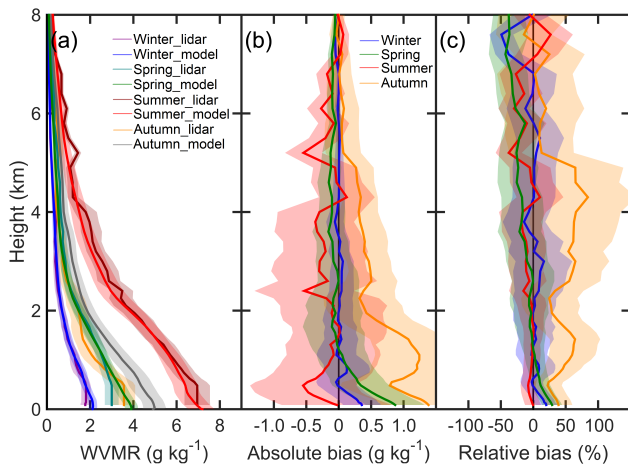 (a)
Winter_lidar
Winter_model
Spring_lidar
Spring_model
Summer_lidar
Summer_model
Autumn_lidar
Autumn_model
(b)
Winter
Spring
Summer
Autumn
(c)
8
6
4
2
0
Height (km)
0 2 4 6 8
WVMR (g kg⁻¹)
-1.0 -0.5 0 0.5 1.0
Absolute bias (g kg⁻¹)
-100 -50 0 50 100 150
Relative bias (%)